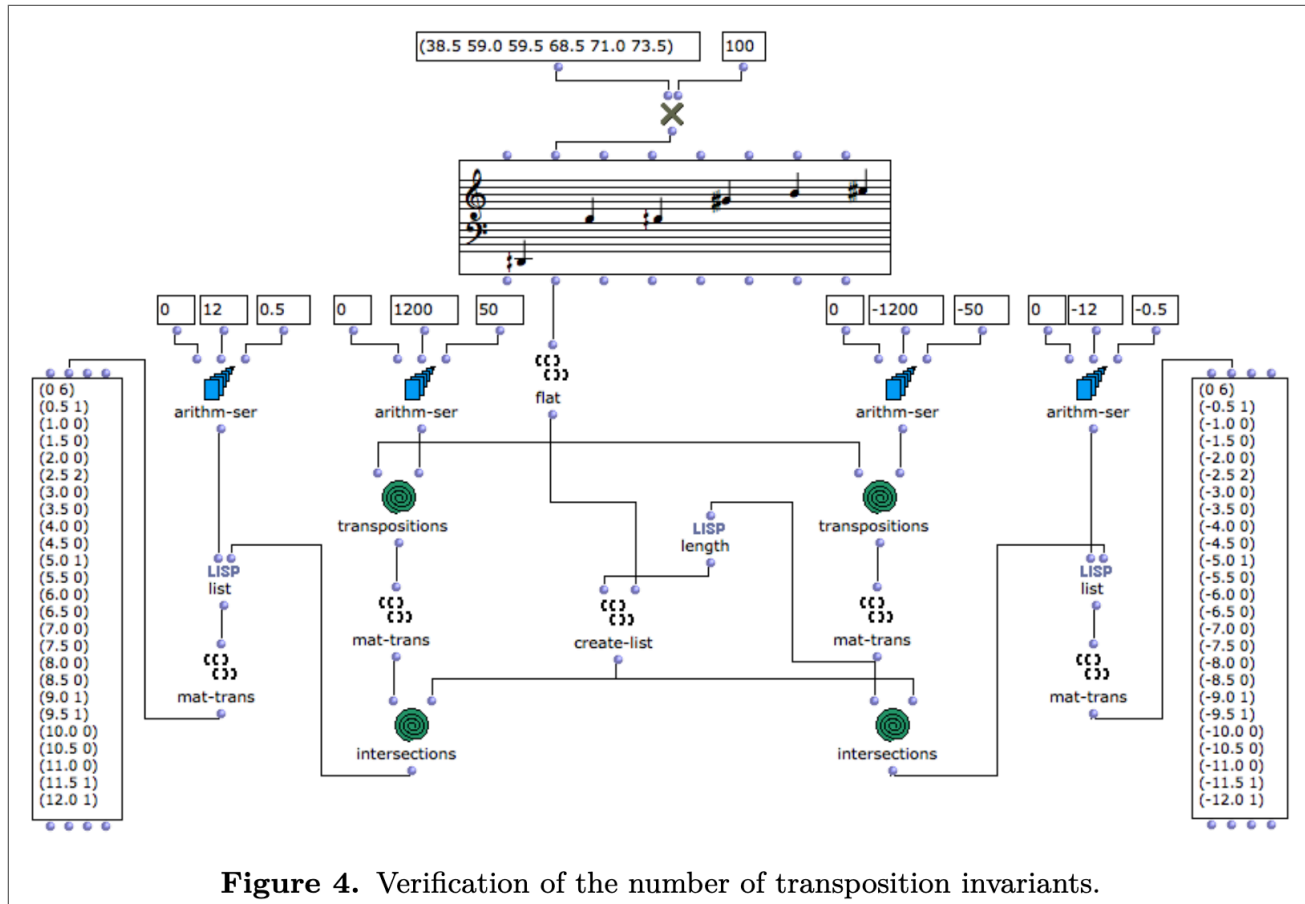 (38.5 59.0 59.5 68.5 71.0 73.5)
100
0
12
0.5
0
1200
50
0
-1200
-50
0
-12
-0.5
arithm-ser
arithm-ser
flat
arithm-ser
arithm-ser
(0 6)
(0.5 1)
(1.0 0)
(1.5 0)
(2.0 0)
(2.5 2)
(3.0 0)
(3.5 0)
(4.0 0)
(4.5 0)
(5.0 1)
(5.5 0)
(6.0 0)
(6.5 0)
(7.0 0)
(7.5 0)
(8.0 0)
(8.5 0)
(9.0 1)
(9.5 1)
(10.0 0)
(10.5 0)
(11.0 0)
(11.5 1)
(12.0 1)
transpositions
LISP
length
transpositions
LISP
list
mat-trans
create-list
mat-trans
LISP
list
mat-trans
mat-trans
intersections
intersections
(0 6)
(-0.5 1)
(-1.0 0)
(-1.5 0)
(-2.0 0)
(-2.5 2)
(-3.0 0)
(-3.5 0)
(-4.0 0)
(-4.5 0)
(-5.0 1)
(-5.5 0)
(-6.0 0)
(-6.5 0)
(-7.0 0)
(-7.5 0)
(-8.0 0)
(-8.5 0)
(-9.0 1)
(-9.5 1)
(-10.0 0)
(-10.5 0)
(-11.0 0)
(-11.5 1)
(-12.0 1)
Figure 4. Verification of the number of transposition invariants.